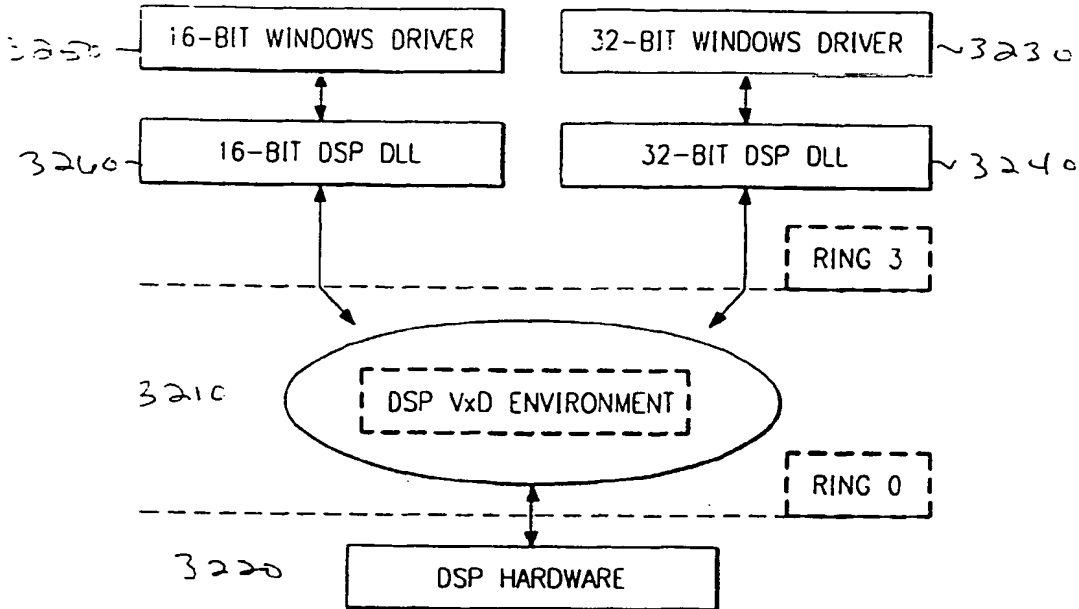 16-BIT WINDOWS DRIVER
32-BIT WINDOWS DRIVER
3230
3260
16-BIT DSP DLL
32-BIT DSP DLL
3240
RING 3
3210
DSP VxD ENVIRONMENT
RING 0
3220
DSP HARDWARE